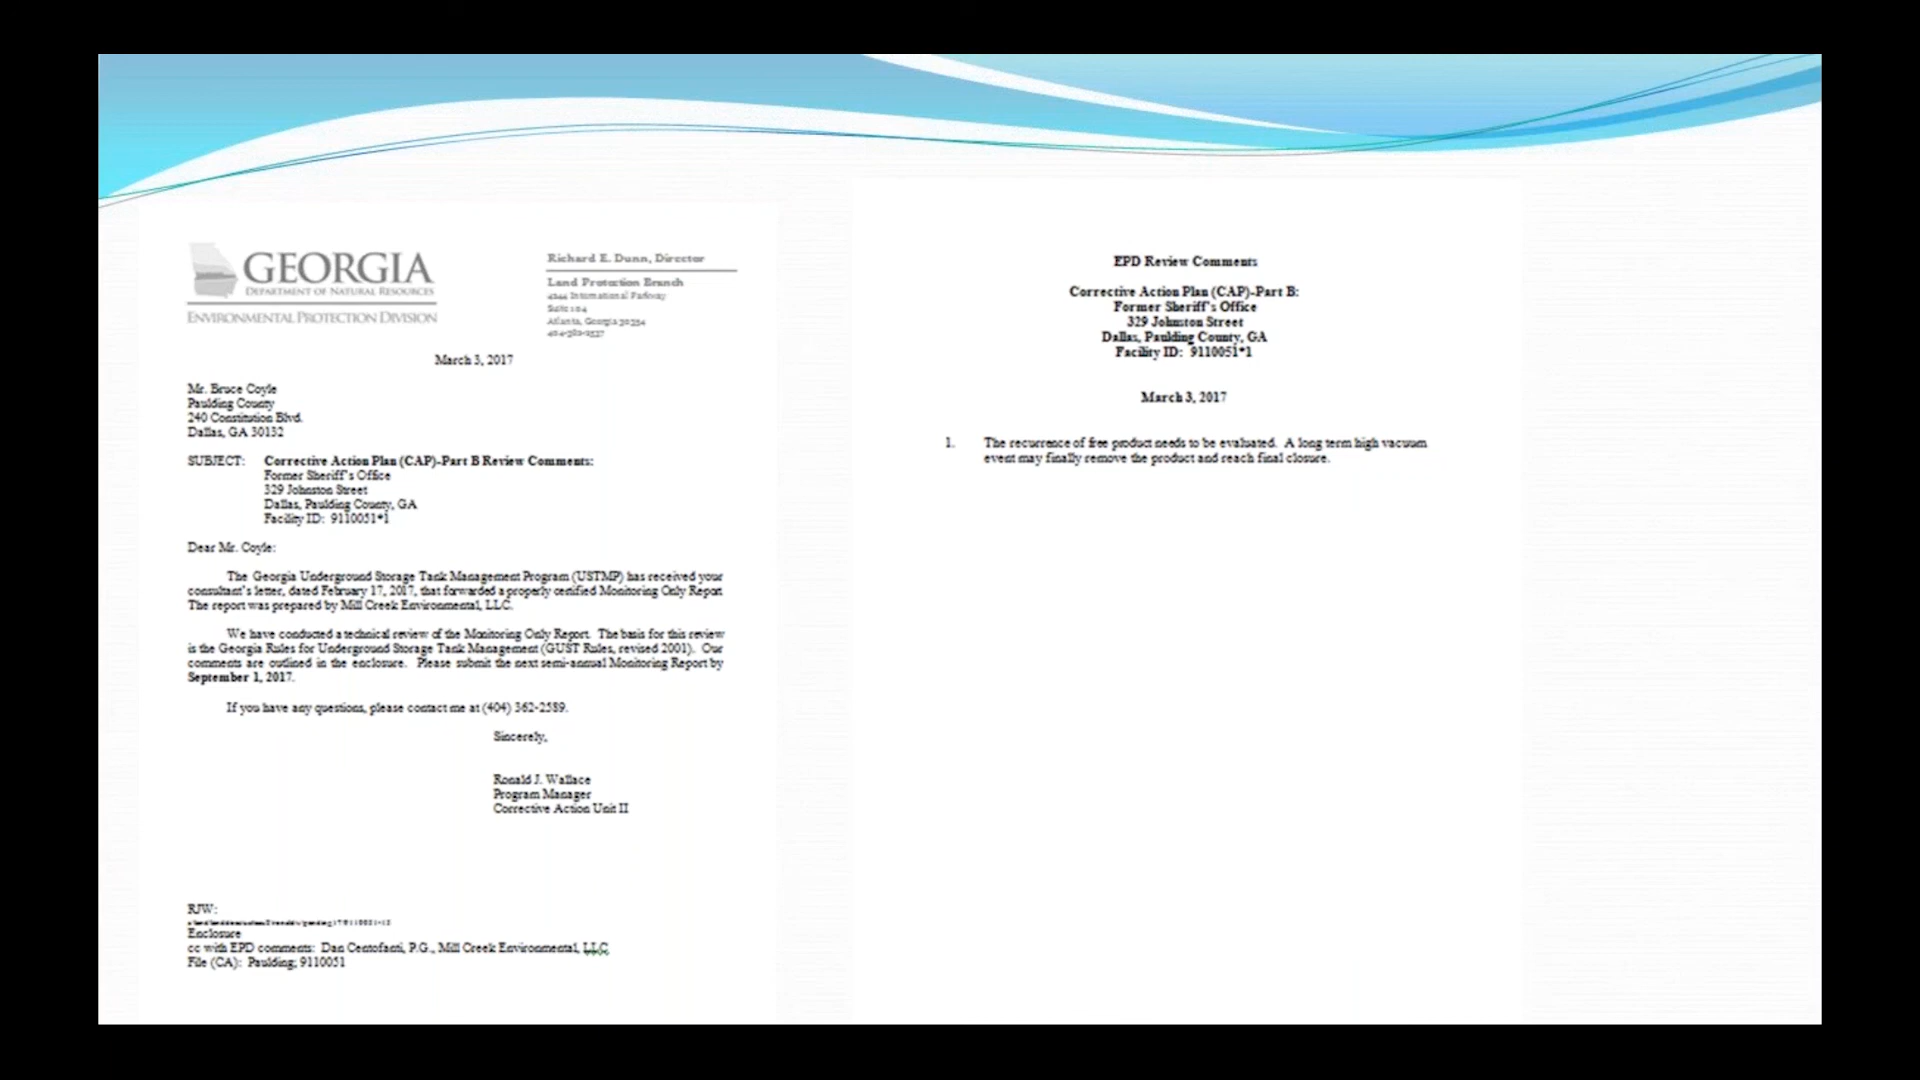 GEORGIA
DEPARTMENT OF NATURAL RESOURCES
ENVIRONMENTAL PROTECTION DIVISION
Richard E. Dunn, Director
Land Protection Branch
4244 International Parkway
Suite 104
Atlanta, Georgia 30354
March 3, 2017
Mr. Bruce Coyle
Paulding County
240 Constitution Blvd.
Dallas, GA 30132
SUBJECT: Corrective Action Plan (CAP)-Part B Review Comments:
Former Sheriff's Office
329 Johnston Street
Dallas, Paulding County, GA
Facility ID: 9110051*1
Dear Mr. Coyle:
The Georgia Underground Storage Tank Management Program (USTMP) has received your
consultant's letter, dated February 17, 2017, that forwarded a properly certified Monitoring Only Report
The report was prepared by Mill Creek Environmental, LLC.
We have conducted a technical review of the Monitoring Only Report. The basis for this review
is the Georgia Rules for Underground Storage Tank Management (GUST Rules, revised 2001). Our
comments are outlined in the enclosure. Please submit the next semi-annual Monitoring Report by
September 1, 2017.
If you have any questions, please contact me at (404) 362-2589.
Sincerely,
Ronald J. Wallace
Program Manager
Corrective Action Unit II
RJW:
Enclosure
cc with EPD comments: Dan Centofanti, P.G., Mill Creek Environmental, LLC
File (CA): Paulding; 9110051
EPD Review Comments
Corrective Action Plan (CAP)-Part B:
Former Sheriff's Office
329 Johnston Street
Dallas, Paulding County, GA
Facility ID: 9110051*1
March 3, 2017
1. The recurrence of free product needs to be evaluated. A long term high vacuum
event may finally remove the product and reach final closure.